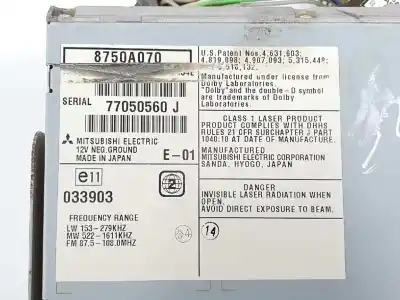 8750A070
SERIAL 77050560 J
MITSUBISHI ELECTRIC
12V NEG.GROUND
MADE IN JAPAN E-01
e11
2
033903
FREQUENCY RANGE
LW 153-279KHZ
MW 522-1611KHZ
FM 87.5-108.0MHZ
14
U.S.Patent Nos.4,631,603;
4,819,098; 4,907,093; 5,315,448;
Manufactured under license from
Dolby Laboratories.
"Dolby" and the double-D symbol
are trademarks of Dolby
Laboratories.
CLASS 1 LASER PRODUCT
PRODUCT COMPLIES WITH DHHS
RULES 21 CFR SUBCHAPTER J PART
1040:10 AT DATE OF MANUFACTURE.
MANUFACTURED
MITSUBISHI ELECTRIC CORPORATION
SANDA, HYOGO, JAPAN
DANGER
INVISIBLE LASER RADIATION WHEN
OPEN.
AVOID DIRECT EXPOSURE TO BEAM.